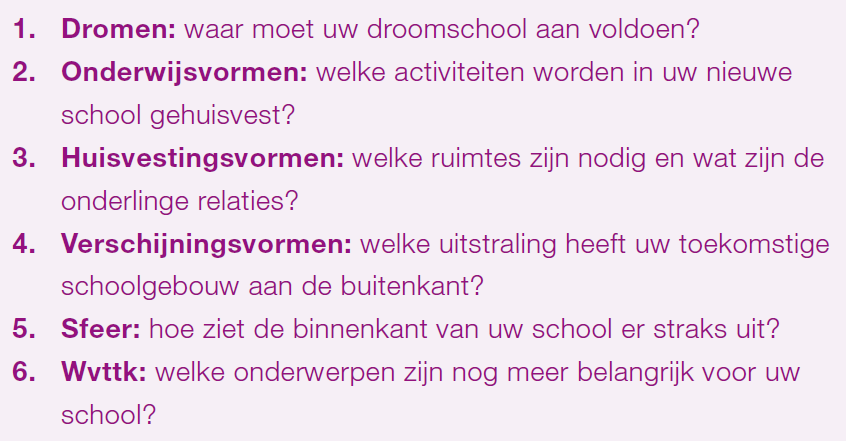 1. Dromen: waar moet uw droomschool aan voldoen?
2. Onderwijsvormen: welke activiteiten worden in uw nieuwe
school gehuisvest?
3. Huisvestingsvormen: welke ruimtes zijn nodig en wat zijn de
onderlinge relaties?
4. Verschijningsvormen: welke uitstraling heeft uw toekomstige
schoolgebouw aan de buitenkant?
5. Sfeer: hoe ziet de binnenkant van uw school er straks uit?
6. Wvttk: welke onderwerpen zijn nog meer belangrijk voor uw
school?